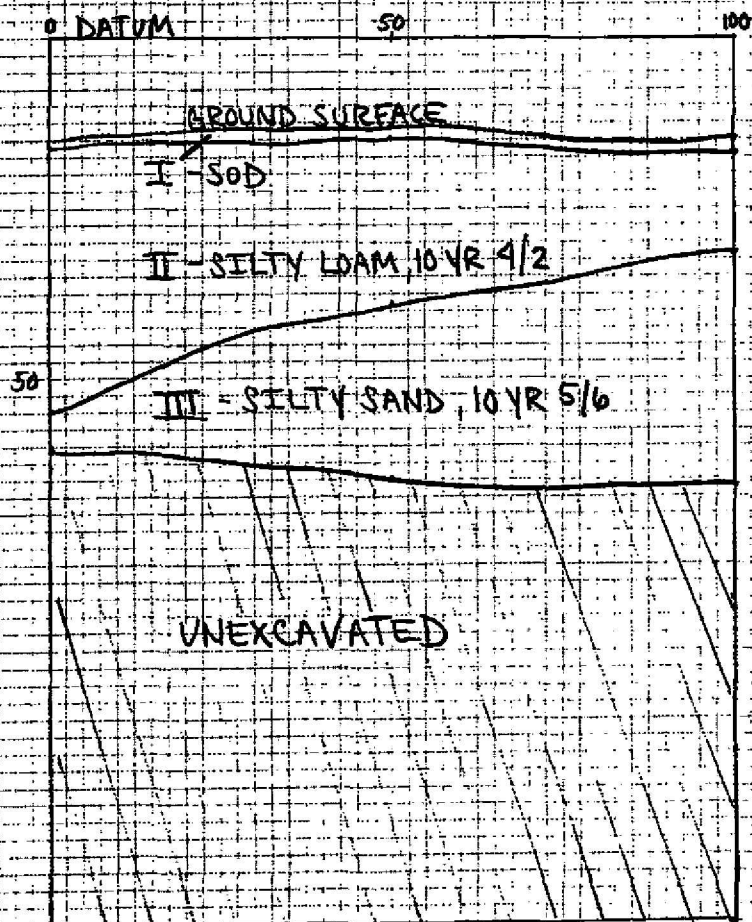 0 DATUM 50 100
GROUND SURFACE
I - SOD
II - SILTY LOAM, 10 YR 4/2
50
III - SILTY SAND, 10 YR 5/6
UNEXCAVATED